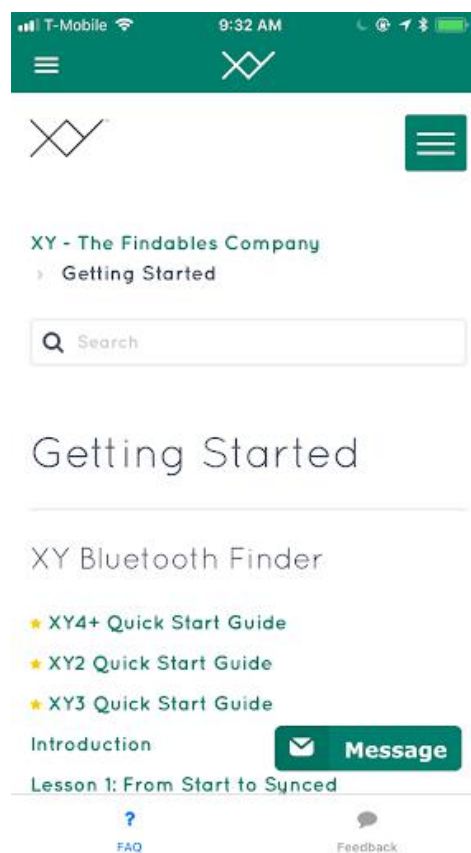 T-Mobile 9:32 AM
XY
XY
XY - The Findables Company
› Getting Started
Search
Getting Started
XY Bluetooth Finder
XY4+ Quick Start Guide
XY2 Quick Start Guide
XY3 Quick Start Guide
Introduction
Message
Lesson 1: From Start to Synced
? 
FAQ
Feedback